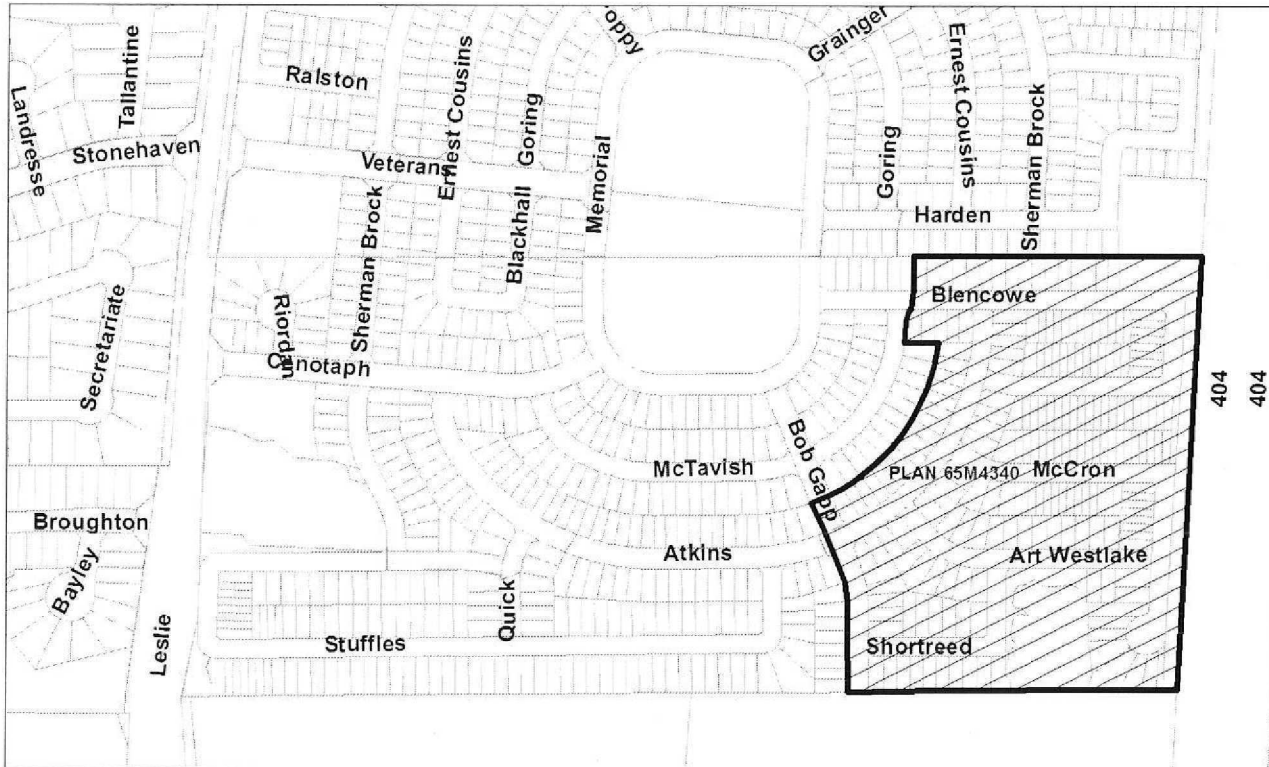 oppy
Grainger
Ernest Cousins
Ernest Cousins
Tallantine
Ralston
Landresse
Stonehaven
Goring
Veterans
Memorial
Goring
Sherman Brock
Harden
Blackhall
Sherman Brock
Secretariate
Riordan
Cenotaph
Blencowe
404
404
Bob Gapp
McTavish
PLAN 65M4340
McCron
Broughton
Bayley
Atkins
Art Westlake
Quick
Leslie
Stuffles
Shortreed